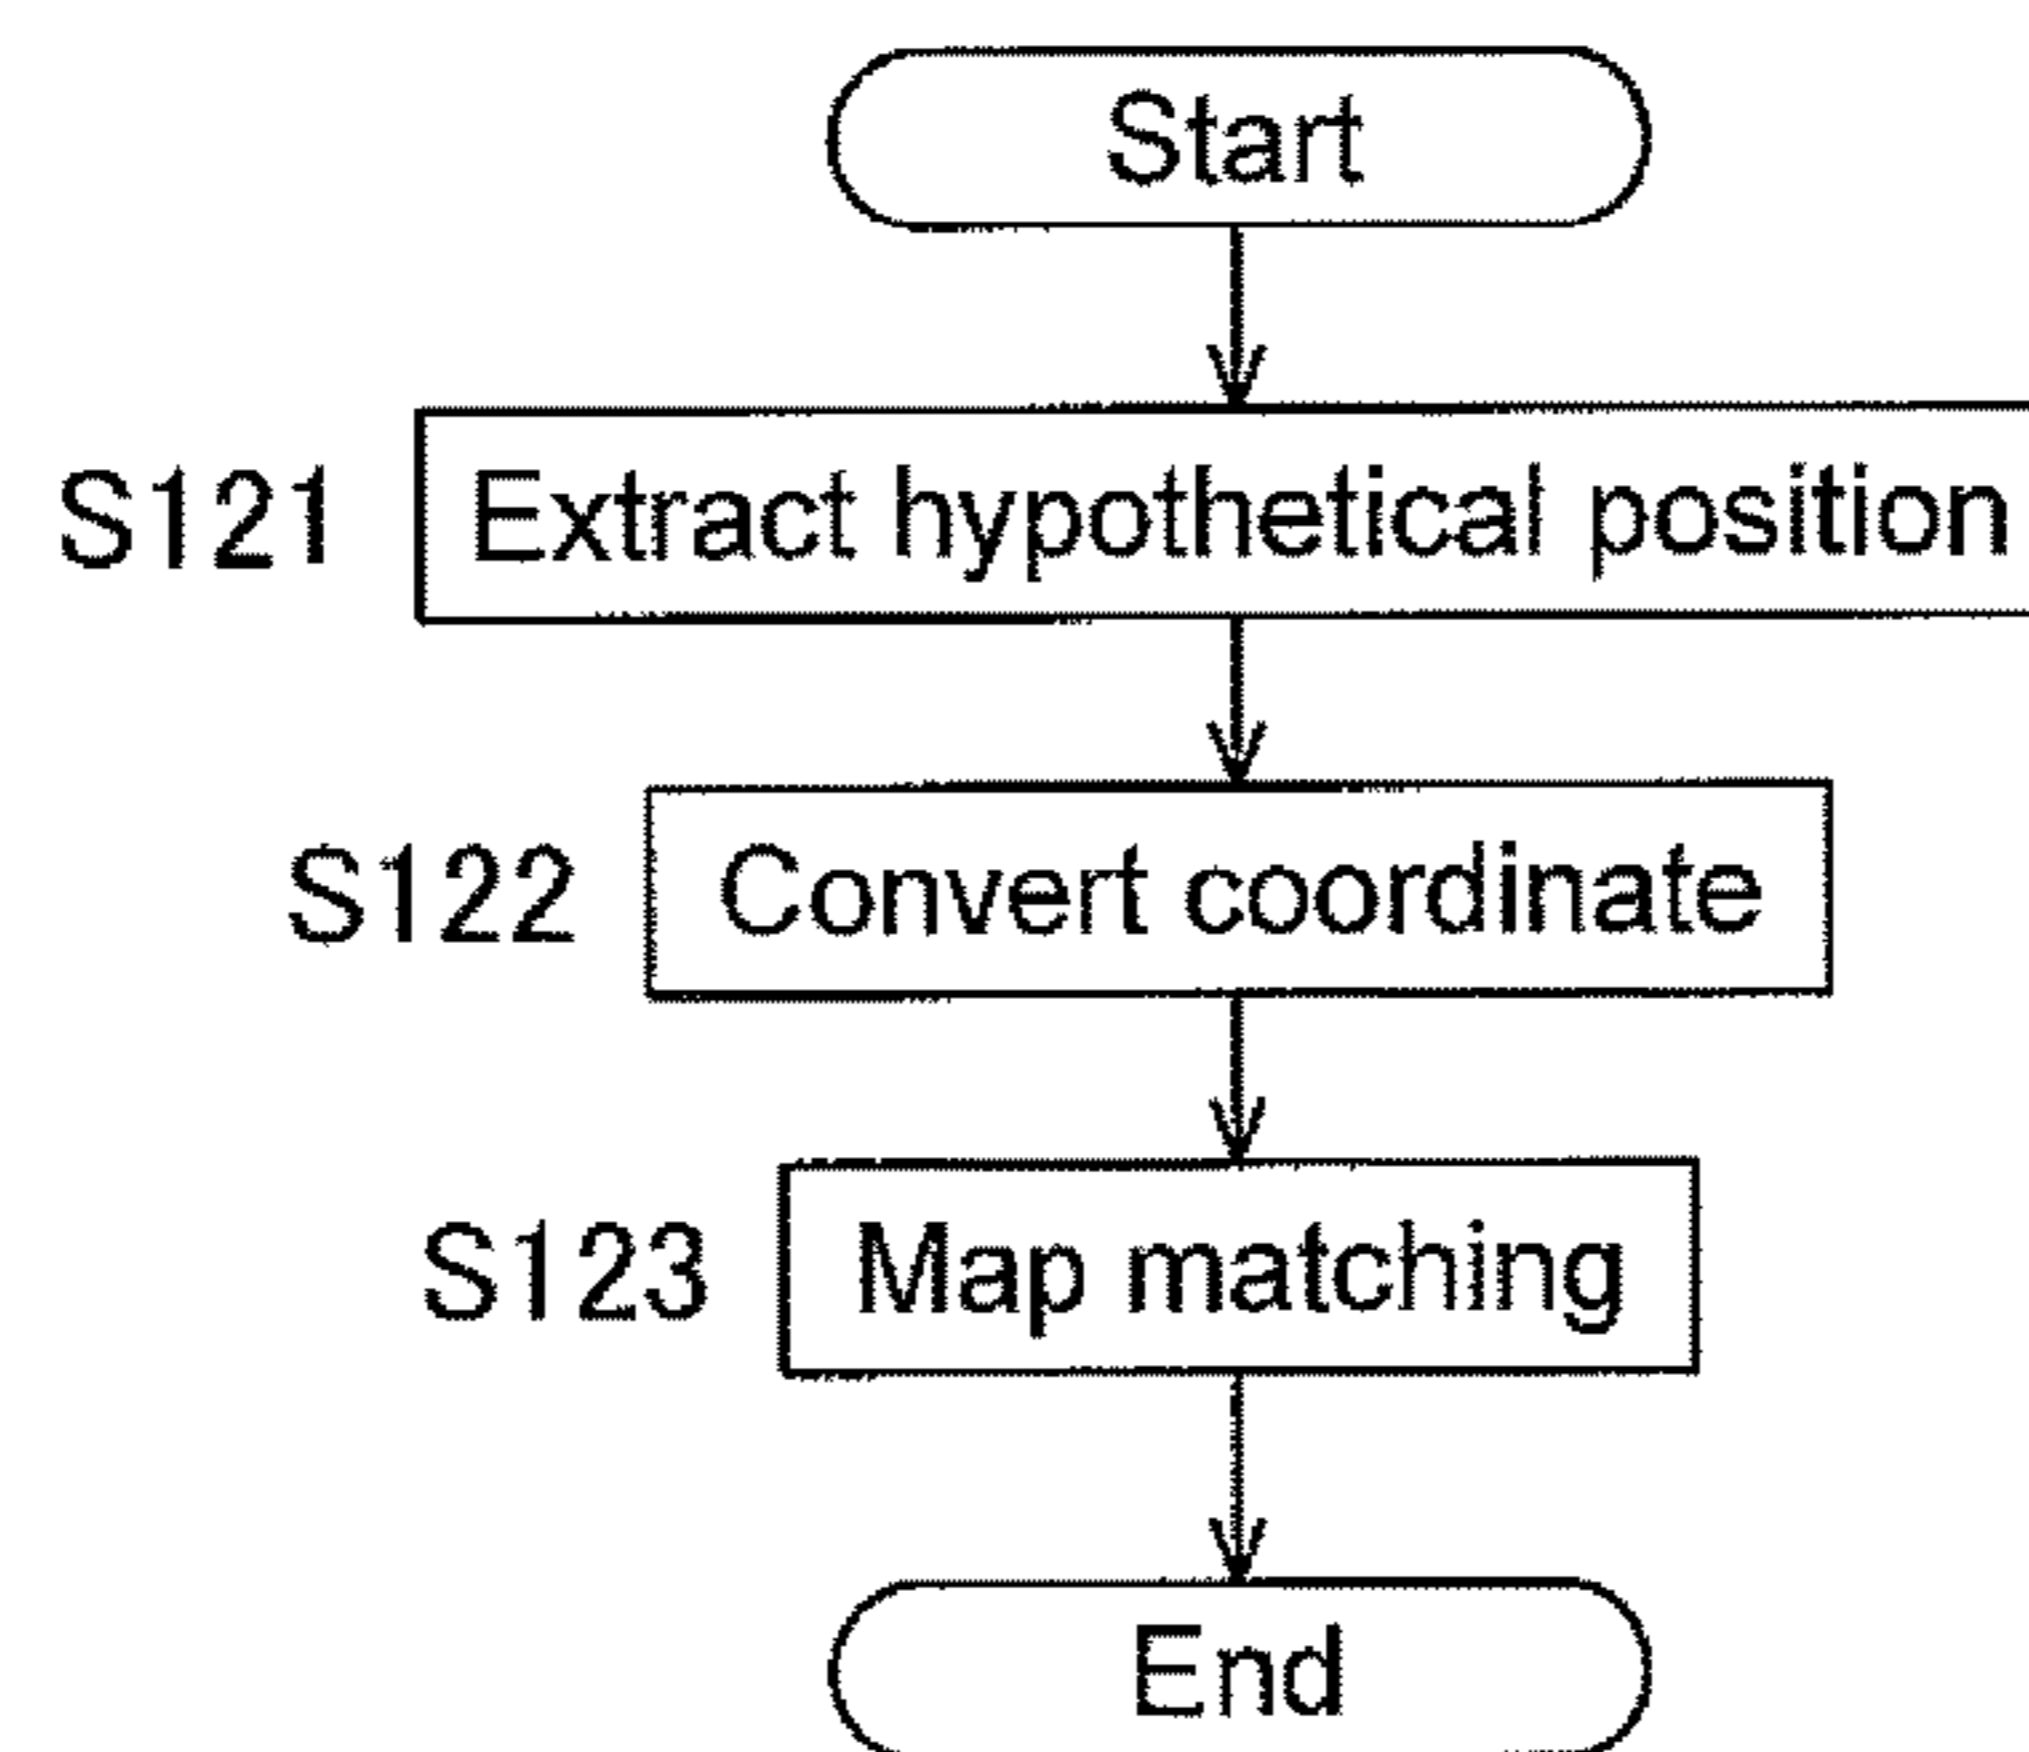 Start
S121 Extract hypothetical position
S122 Convert coordinate
S123 Map matching
End